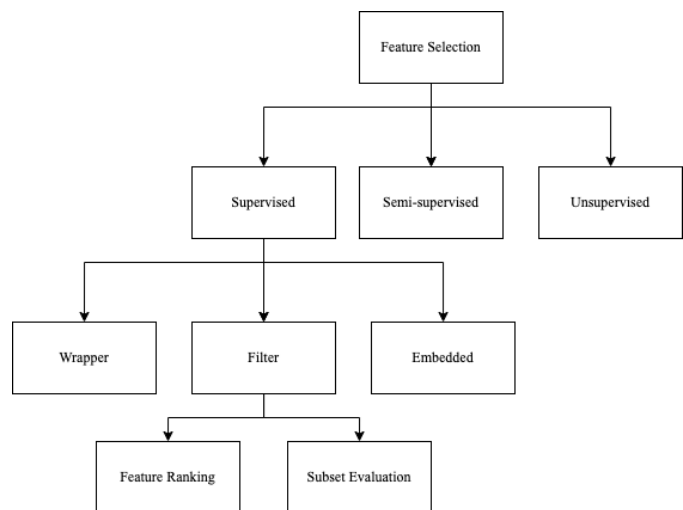 Feature Selection
Supervised
Semi-supervised
Unsupervised
Wrapper
Filter
Embedded
Feature Ranking
Subset Evaluation